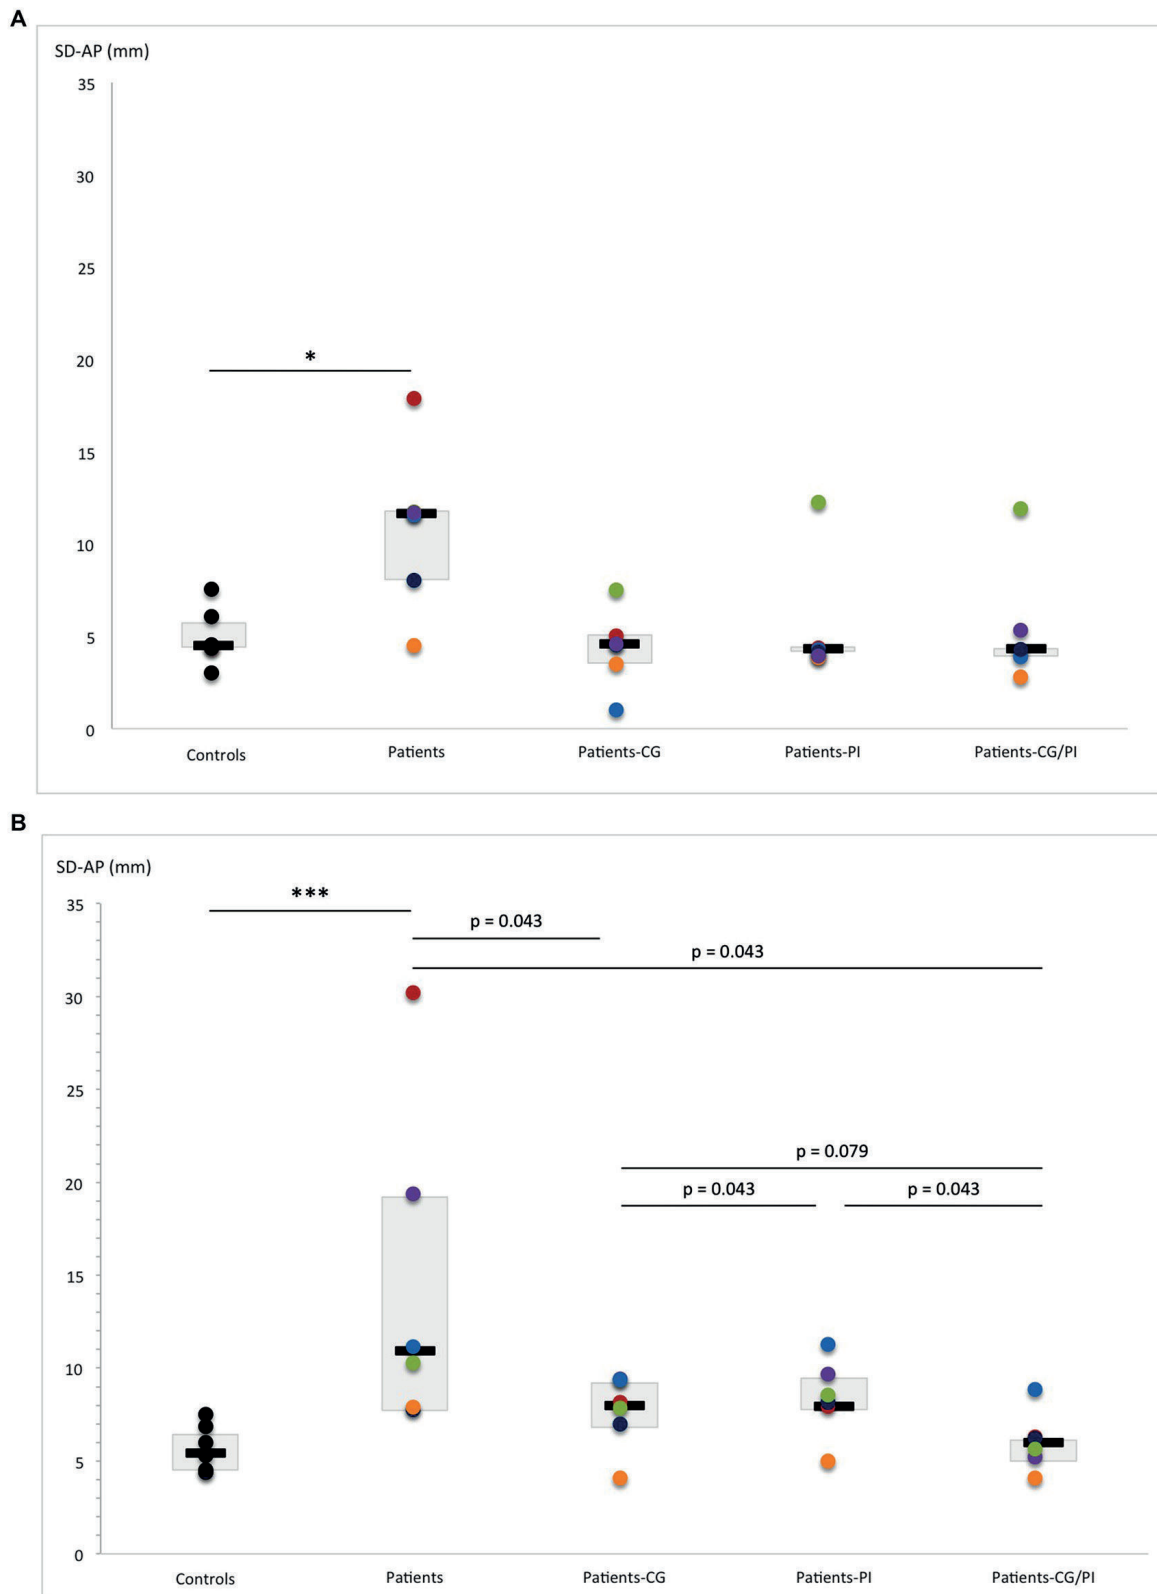 A
SD-AP (mm)
35
30
25
20
*
15
10
5
0
Controls Patients Patients-CG Patients-PI Patients-CG/PI
B
SD-AP (mm)
***
35
p = 0.043
p = 0.043
30
25
p = 0.079
20
p = 0.043 p = 0.043
15
10
5
0
Controls Patients Patients-CG Patients-PI Patients-CG/PI